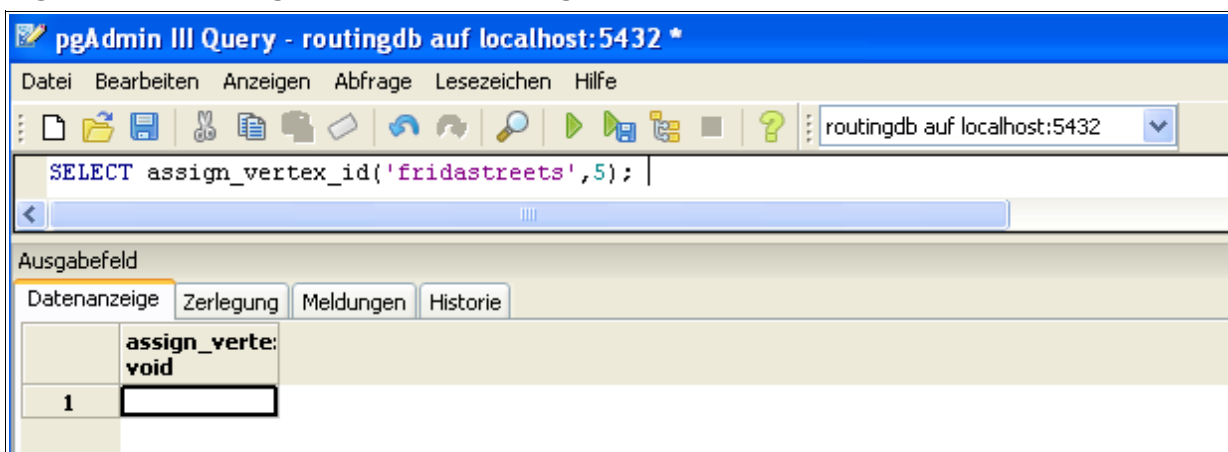 pgAdmin III Query - routingdb auf localhost:5432 *
Datei Bearbeiten Anzeigen Abfrage Lesezeichen Hilfe
routingdb auf localhost:5432
SELECT assign_vertex_id('fridastreets',5);
Ausgabefeld
Datenanzeige Zerlegung Meldungen Historie
assign_verte:
void
1